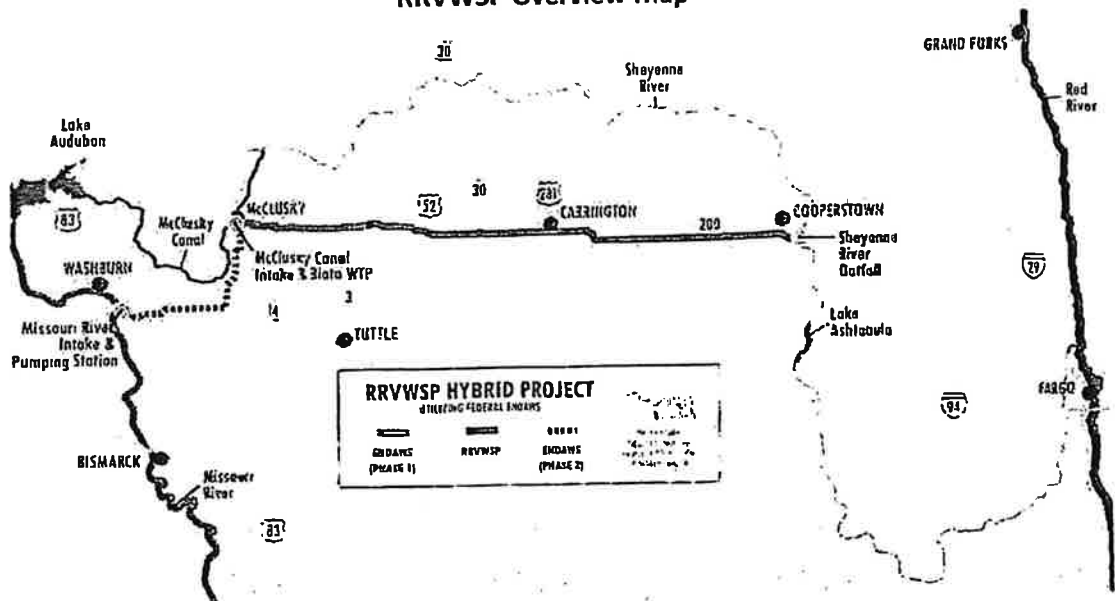 RRVWSP Overview Map
GRAND FORKS
Red
River
30
Sheyenne
River
Lake
Audubon
83
McClusky
Canal
McCLUSKY
52
30
281
CARRINGTON
200
COOPERSTOWN
Sheyenne
River
Outfall
McClusky Canal
Intake & Biota WTP
WASHBURN
29
14
3
Missouri River
Intake &
Pumping Station
TUTTLE
Lake
Ashtabula
RRVWSP HYBRID PROJECT
UTILIZING FEDERAL ENDAWS
ENDAWS
(PHASE 1)
RRVWSP
ENDAWS
(PHASE 2)
94
FARGO
BISMARCK
Missouri
River
83